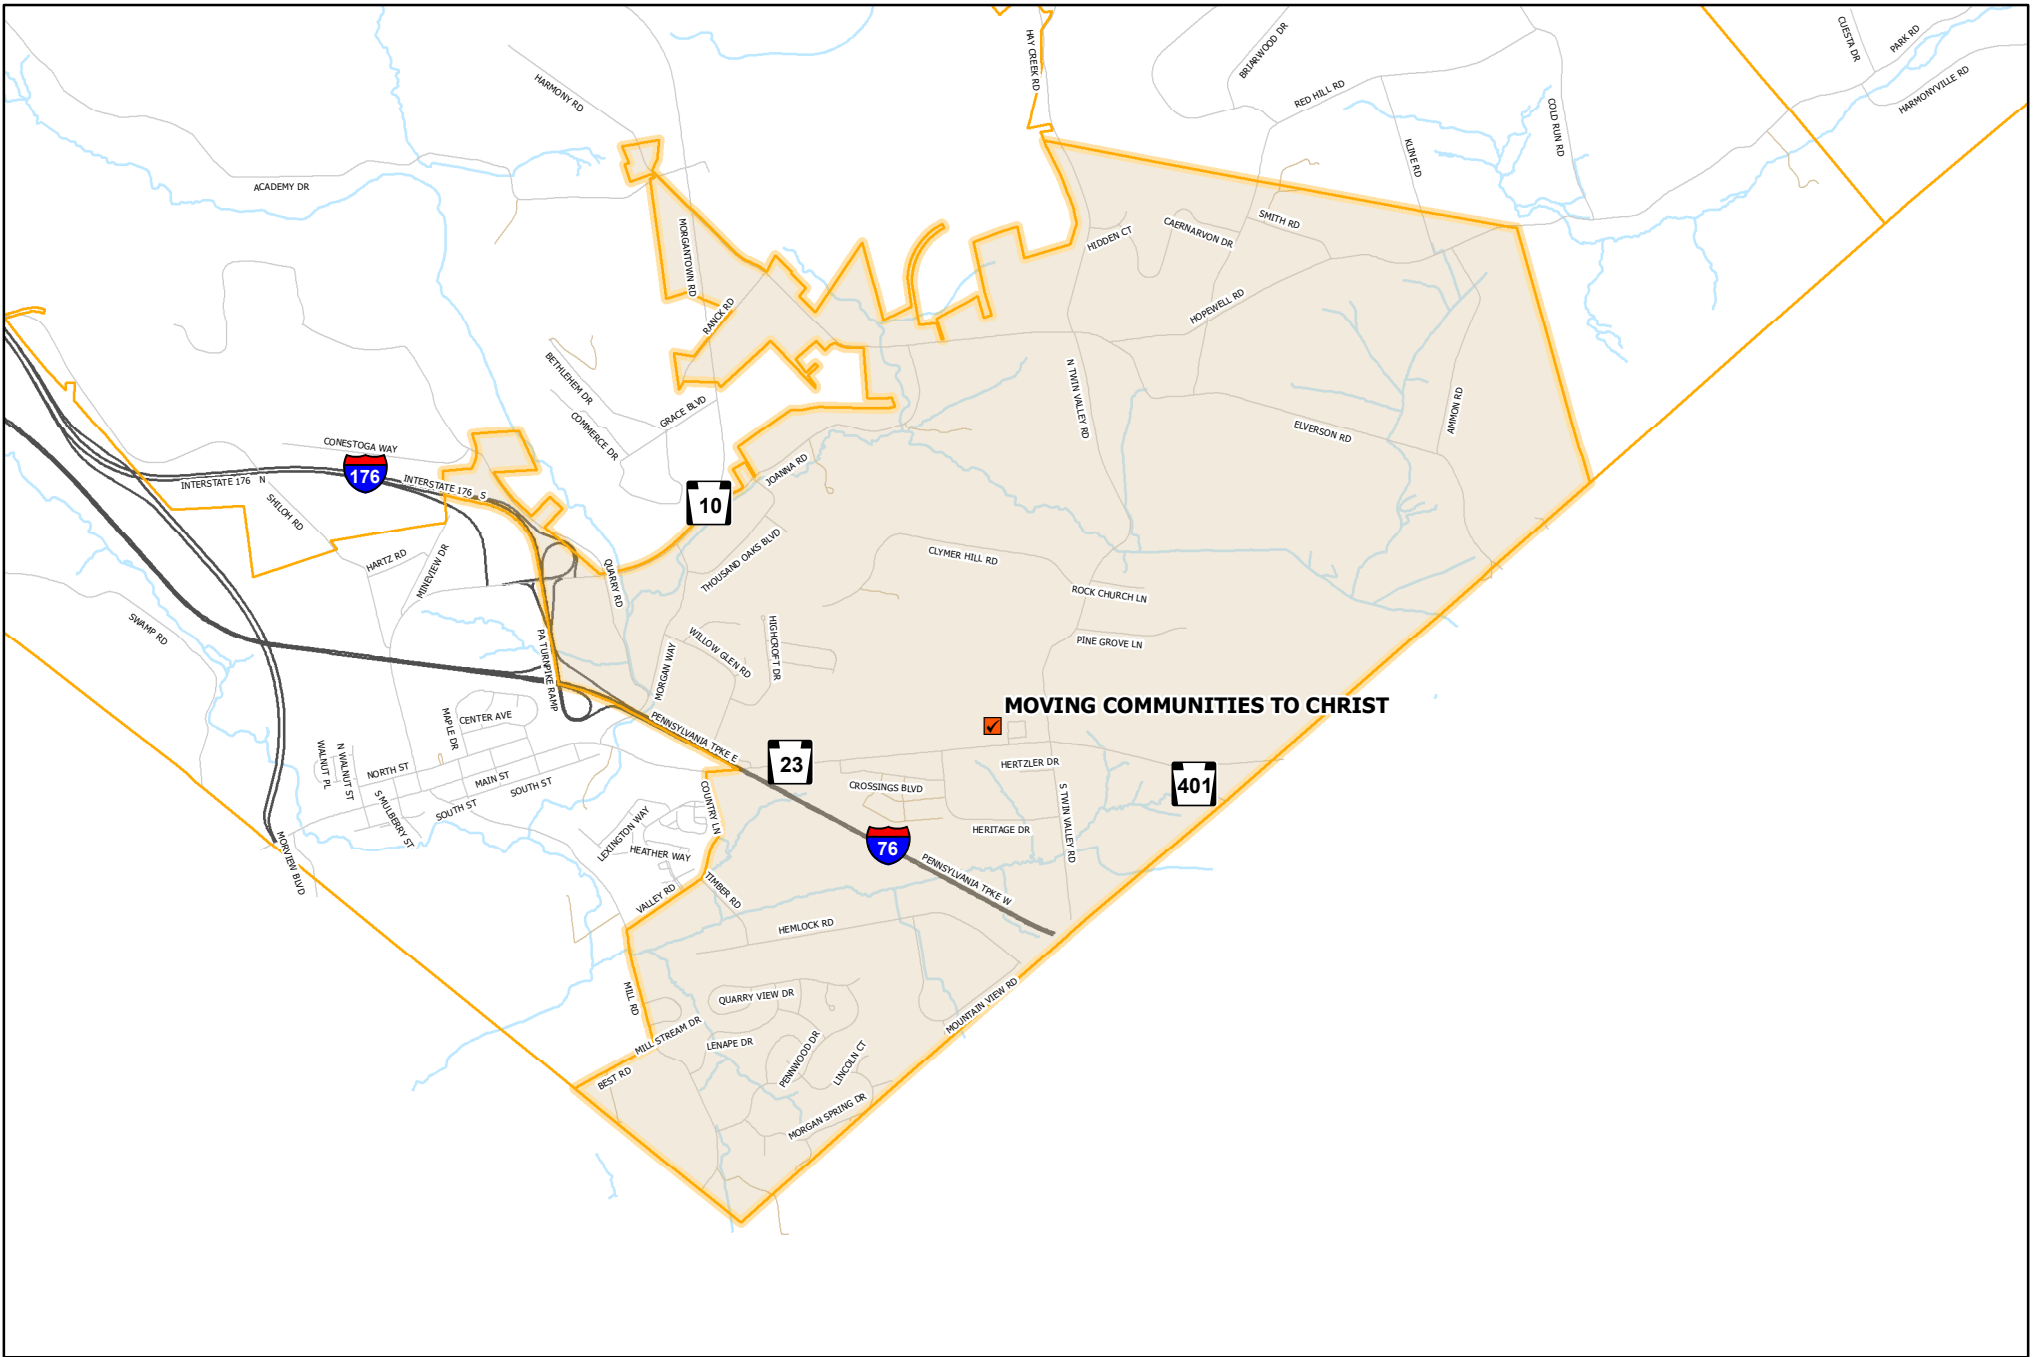 HAY CREEK RD
BRIARWOOD DR
CUESTA DR
PARK RD
HARMONYVILLE RD
HARMONY RD
RED HILL RD
COLD RUN RD
KLINE RD
ACADEMY DR
MORGANTOWN RD
HIDDEN CT
CAERNARVON DR
SMITH RD
RANCK RD
HOPEWELL RD
BETHLEHEM DR
GRACE BLVD
COMMERCE DR
N TWIN VALLEY RD
AMMON RD
ELVERSON RD
CONESTOGA WAY
176
INTERSTATE 176 N
INTERSTATE 176 S
JOANNA RD
10
SHILOH RD
HARTZ RD
MINEVIEW DR
QUARRY RD
THOUSAND OAKS BLVD
CLYMER HILL RD
ROCK CHURCH LN
SWAMP RD
PA TURNPIKE RAMP
MORGAN WAY
WILLOW GLEN RD
HIGHCROFT DR
PINE GROVE LN
MOVING COMMUNITIES TO CHRIST
MAPLE DR
CENTER AVE
PENNSYLVANIA TPKE E
23
WALNUT PL
N WALNUT ST
NORTH ST
MAIN ST
SOUTH ST
SOUTH ST
S MULBERRY ST
COUNTRY LN
CROSSINGS BLVD
HERTZLER DR
401
S TWIN VALLEY RD
LEXINGTON WAY
HEATHER WAY
HERITAGE DR
76
MORVIEW BLVD
VALLEY RD
TIMBER RD
PENNSYLVANIA TPKE W
HEMLOCK RD
MILL RD
QUARRY VIEW DR
MOUNTAIN VIEW RD
MILL STREAM DR
LENAPE DR
PENNWOOD DR
LINCOLN CT
BEST RD
MORGAN SPRING DR